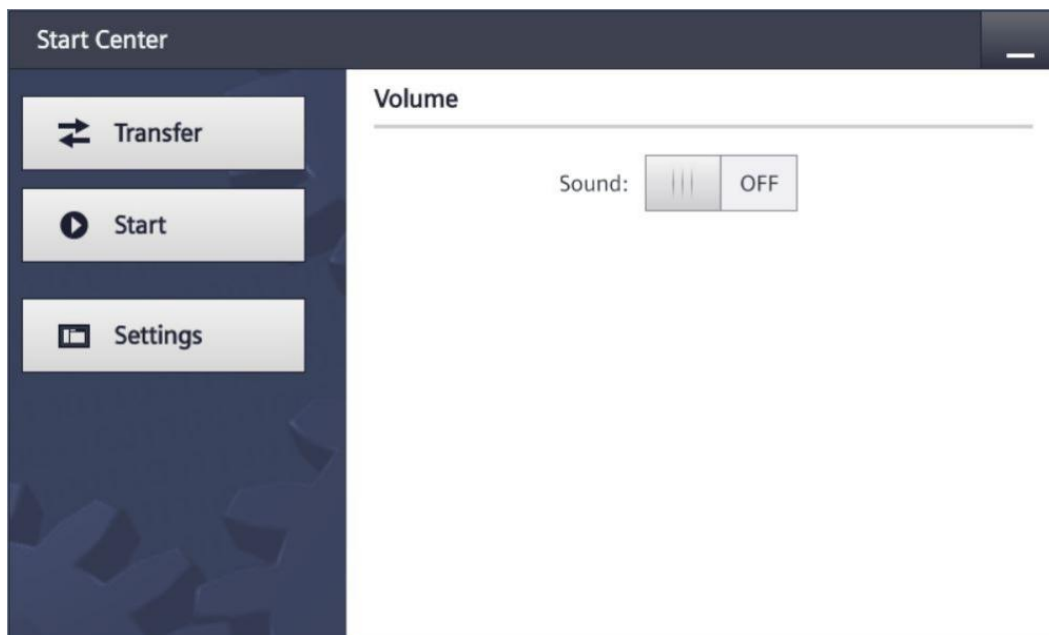 Start Center
Transfer
Start
Settings
Volume
Sound: OFF